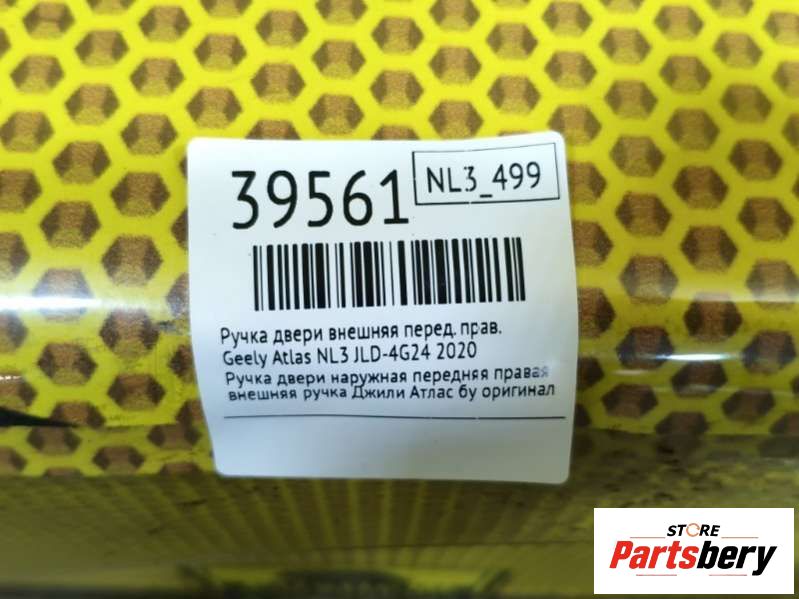 39561
NL3_499
Ручка двери внешняя перед. прав.
Geely Atlas NL3 JLD-4G24 2020
Ручка двери наружная передняя правая
внешняя ручка Джили Атлас бу оригинал
STORE
Partsbery